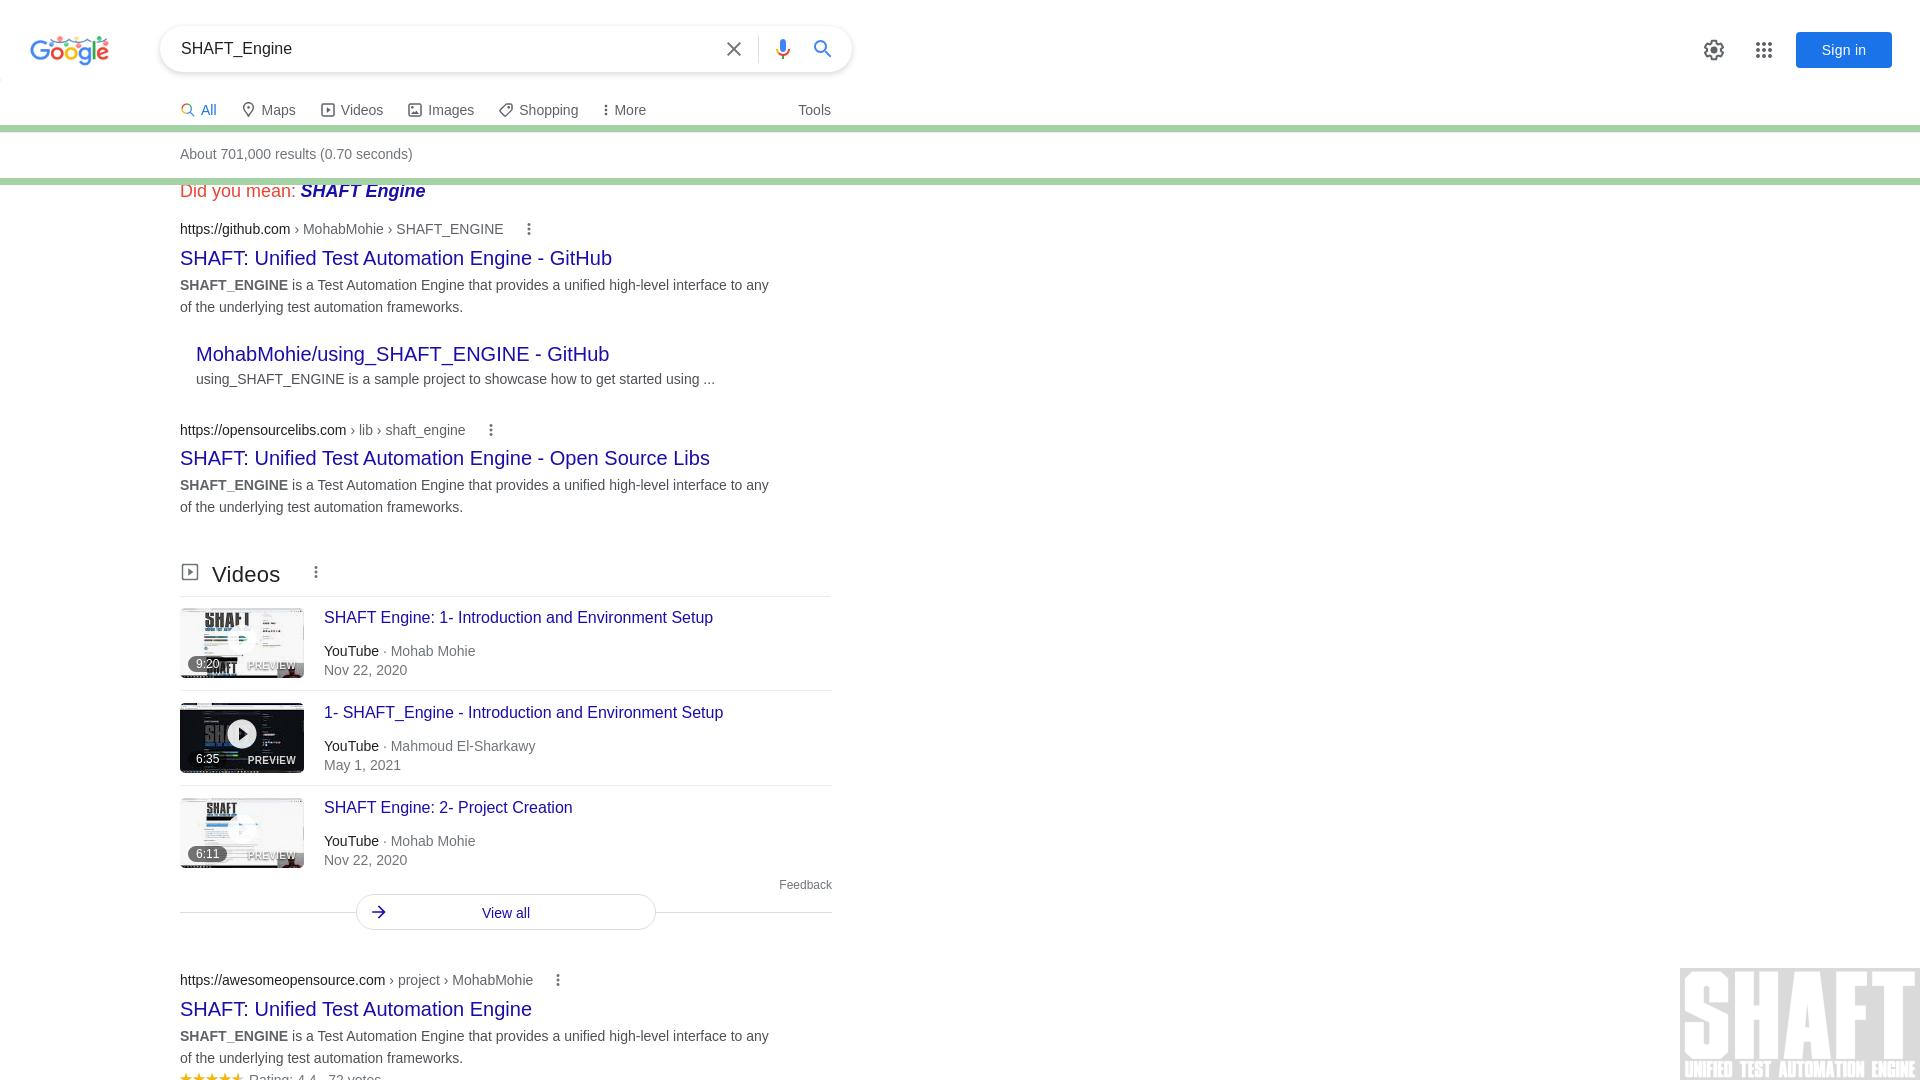 Google
SHAFT_Engine
Sign in
All
Maps
Videos
Images
Shopping
More
Tools
About 701,000 results (0.70 seconds)
Did you mean: SHAFT Engine
https://github.com › MohabMohie › SHAFT_ENGINE
SHAFT: Unified Test Automation Engine - GitHub
SHAFT_ENGINE is a Test Automation Engine that provides a unified high-level interface to any
of the underlying test automation frameworks.
MohabMohie/using_SHAFT_ENGINE - GitHub
using_SHAFT_ENGINE is a sample project to showcase how to get started using ...
https://opensourcelibs.com › lib › shaft_engine
SHAFT: Unified Test Automation Engine - Open Source Libs
SHAFT_ENGINE is a Test Automation Engine that provides a unified high-level interface to any
of the underlying test automation frameworks.
Videos
SHAFT
9:20
PREVIEW
SHAFT Engine: 1- Introduction and Environment Setup
YouTube · Mohab Mohie
Nov 22, 2020
6:35
PREVIEW
1- SHAFT_Engine - Introduction and Environment Setup
YouTube · Mahmoud El-Sharkawy
May 1, 2021
SHAFT
6:11
PREVIEW
SHAFT Engine: 2- Project Creation
YouTube · Mohab Mohie
Nov 22, 2020
Feedback
View all
https://awesomeopensource.com › project › MohabMohie
SHAFT: Unified Test Automation Engine
SHAFT_ENGINE is a Test Automation Engine that provides a unified high-level interface to any
of the underlying test automation frameworks.
Rating: 4.4 · 72 votes
SHAFT
UNIFIED TEST AUTOMATION ENGINE